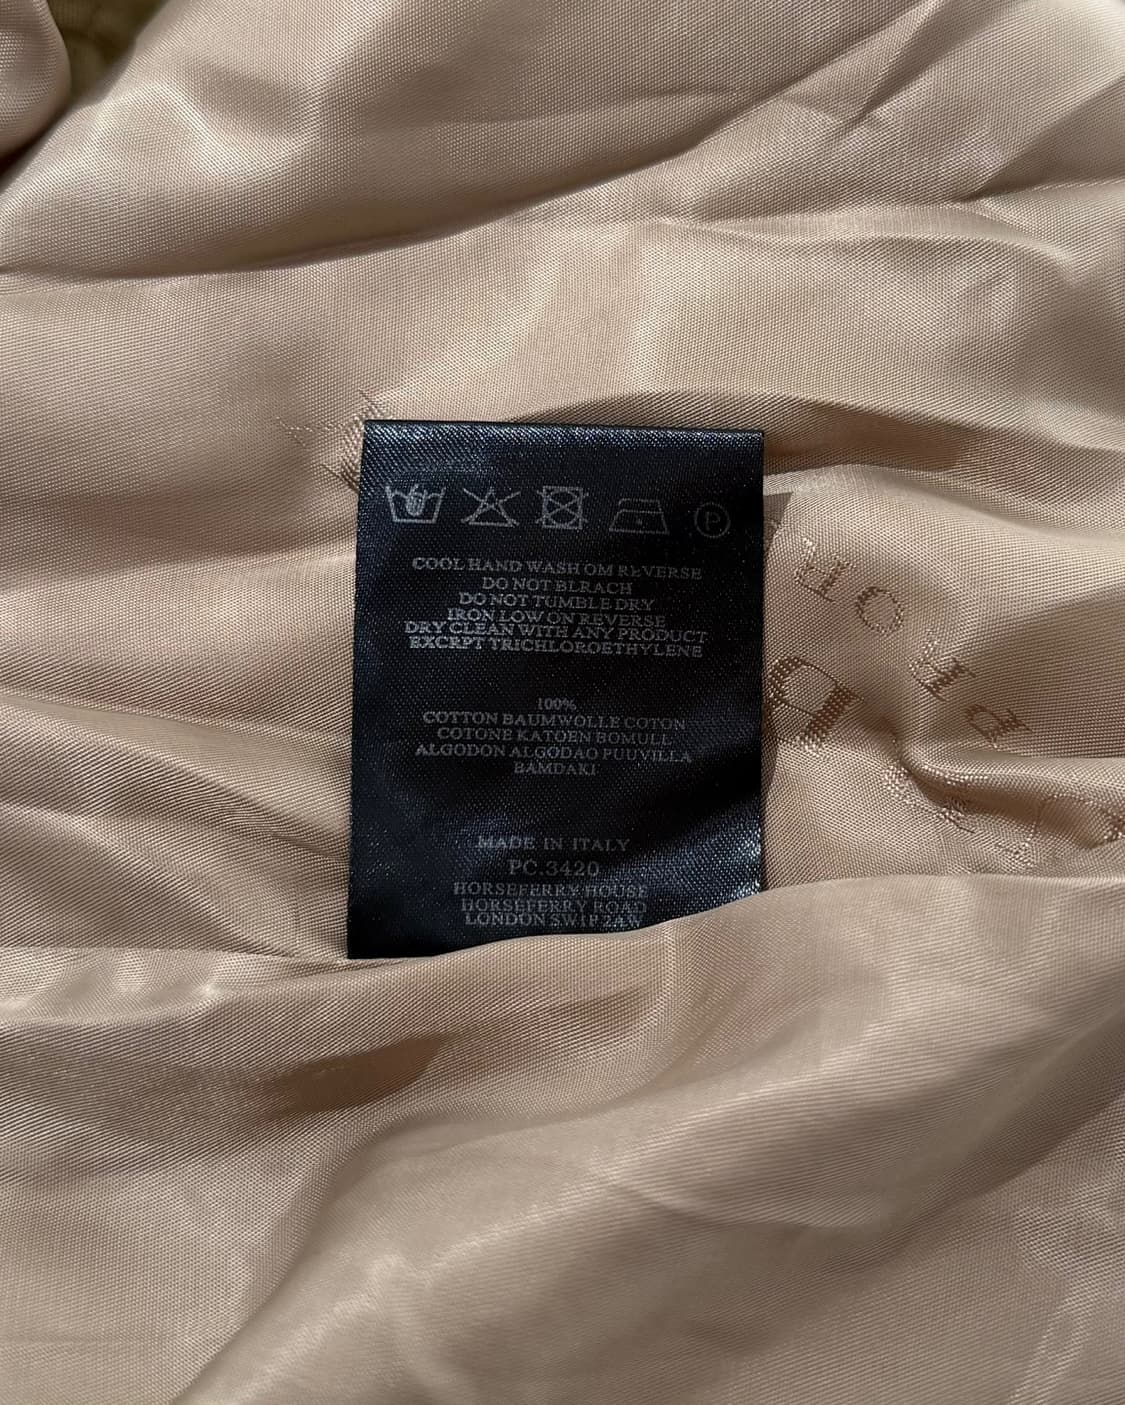 P
COOL HAND WASH OM REVERSE
DO NOT BLRACH
DO NOT TUMBLE DRY
IRON LOW ON REVERSE
DRY CLEAN WITH ANY PRODUCT
EXCRPT TRICHLOROETHYLENE
100%
COTTON BAUMWOLLE COTON
COTONE KATOEN BOMULL
ALGODON ALGODAO PUUVILLA
BAMDAKI
MADE IN ITALY
PC.3420
HORSEFERRY HOUSE
HORSEFERRY ROAD
LONDON SWIP2AW